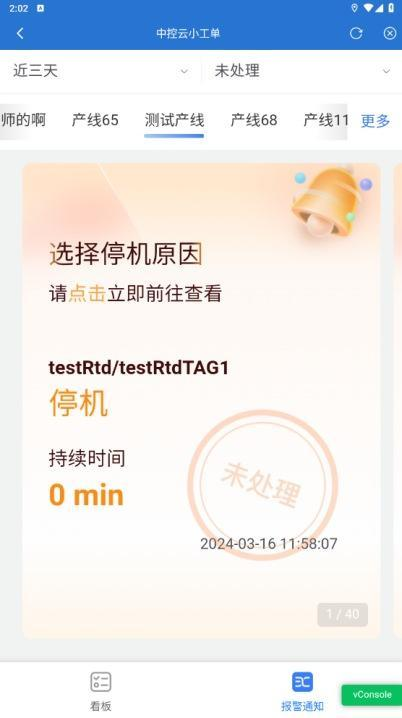 2:02
中控云小工单
近三天
未处理
师的啊
产线65
测试产线
产线68
产线11
更多
选择停机原因
请点击立即前往查看
testRtd/testRtdTAG1
停机
持续时间
0 min
未处理
2024-03-16 11:58:07
1 / 40
看板
报警通知
vConsole